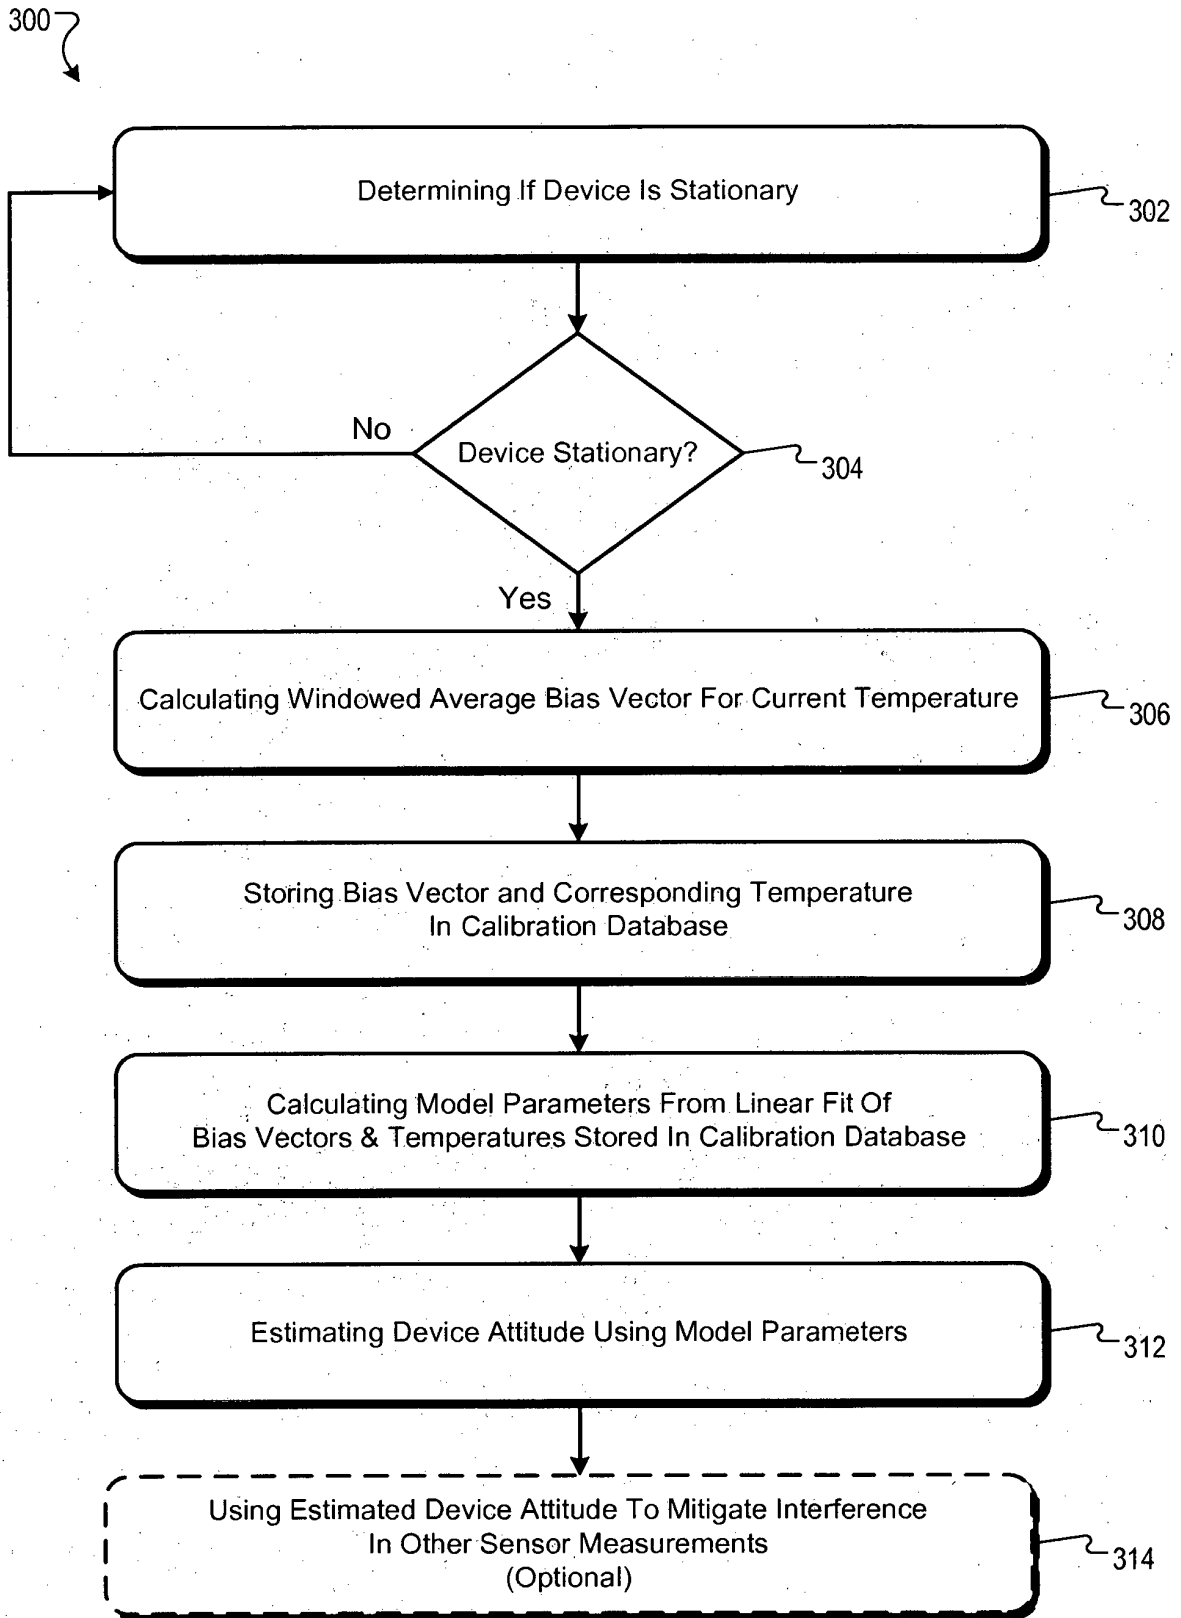 300
Determining If Device Is Stationary
302
No
Device Stationary?
304
Yes
Calculating Windowed Average Bias Vector For Current Temperature
306
Storing Bias Vector and Corresponding Temperature
In Calibration Database
308
Calculating Model Parameters From Linear Fit Of
Bias Vectors & Temperatures Stored In Calibration Database
310
Estimating Device Attitude Using Model Parameters
312
Using Estimated Device Attitude To Mitigate Interference
In Other Sensor Measurements
(Optional)
314